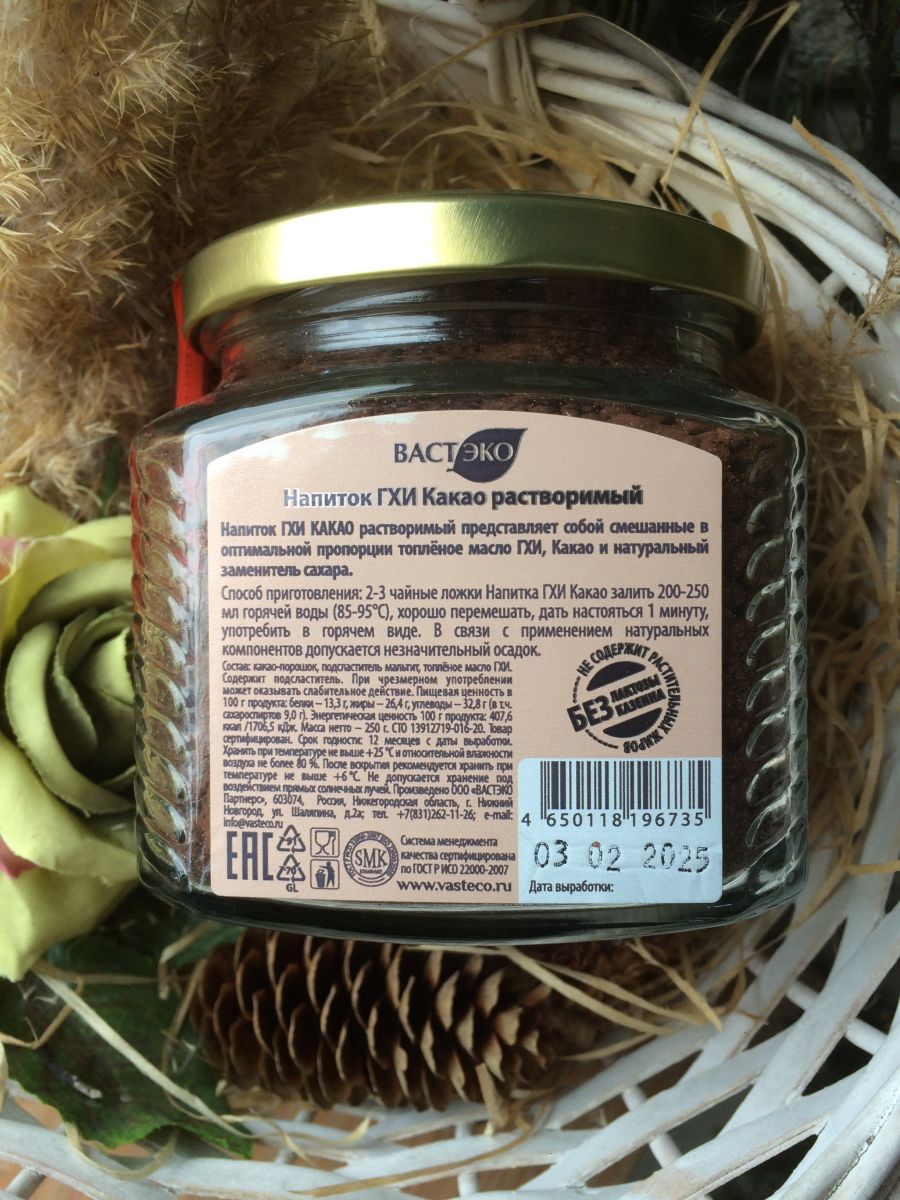 ВАСТЭКО
Напиток ГХИ Какао растворимый
Напиток ГХИ КАКАО растворимый представляет собой смешанные в
оптимальной пропорции топлёное масло ГХИ, Какао и натуральный
заменитель сахара.
Способ приготовления: 2-3 чайные ложки Напитка ГХИ Какао залить 200-250
мл горячей воды (85-95°С), хорошо перемешать, дать настояться 1 минуту,
употребить в горячем виде. В связи с применением натуральных
компонентов допускается незначительный осадок.
Состав: какао-порошок, подсластитель мальтит, топлёное масло ГХИ.
Содержит подсластитель. При чрезмерном употреблении
может оказывать слабительное действие. Пищевая ценность в
100 г продукта: белки – 13,3 г, жиры – 26,4 г, углеводы – 32,8 г (в т.ч.
сахароспиртов 9,0 г). Энергетическая ценность 100 г продукта: 407,6
ккал /1706,5 кДж. Масса нетто – 250 г. СТО 13912719-016-20. Товар
сертифицирован. Срок годности: 12 месяцев с даты выработки.
Хранить при температуре не выше +25 °С и относительной влажности
воздуха не более 80 %. После вскрытия рекомендуется хранить при
температуре не выше +6 °С. Не допускается хранение под
воздействием прямых солнечных лучей. Произведено ООО «ВАСТЭКО
Партнерс», 603074, Россия, Нижегородская область, г. Нижний
Новгород, ул. Шаляпина, д.2а; тел. +7(831)262-11-26; e-mail:
info@vasteco.ru
НЕ СОДЕРЖИТ РАСТИТЕЛЬНЫХ ЖИРОВ
БЕЗ ЛАКТОЗЫ
КАЗЕИНА
4 650118 196735
03 02 2025
Дата выработки:
EAC
70
GL
SMK
Система менеджмента
качества сертифицирована
по ГОСТ Р ИСО 22000-2007
www.vasteco.ru